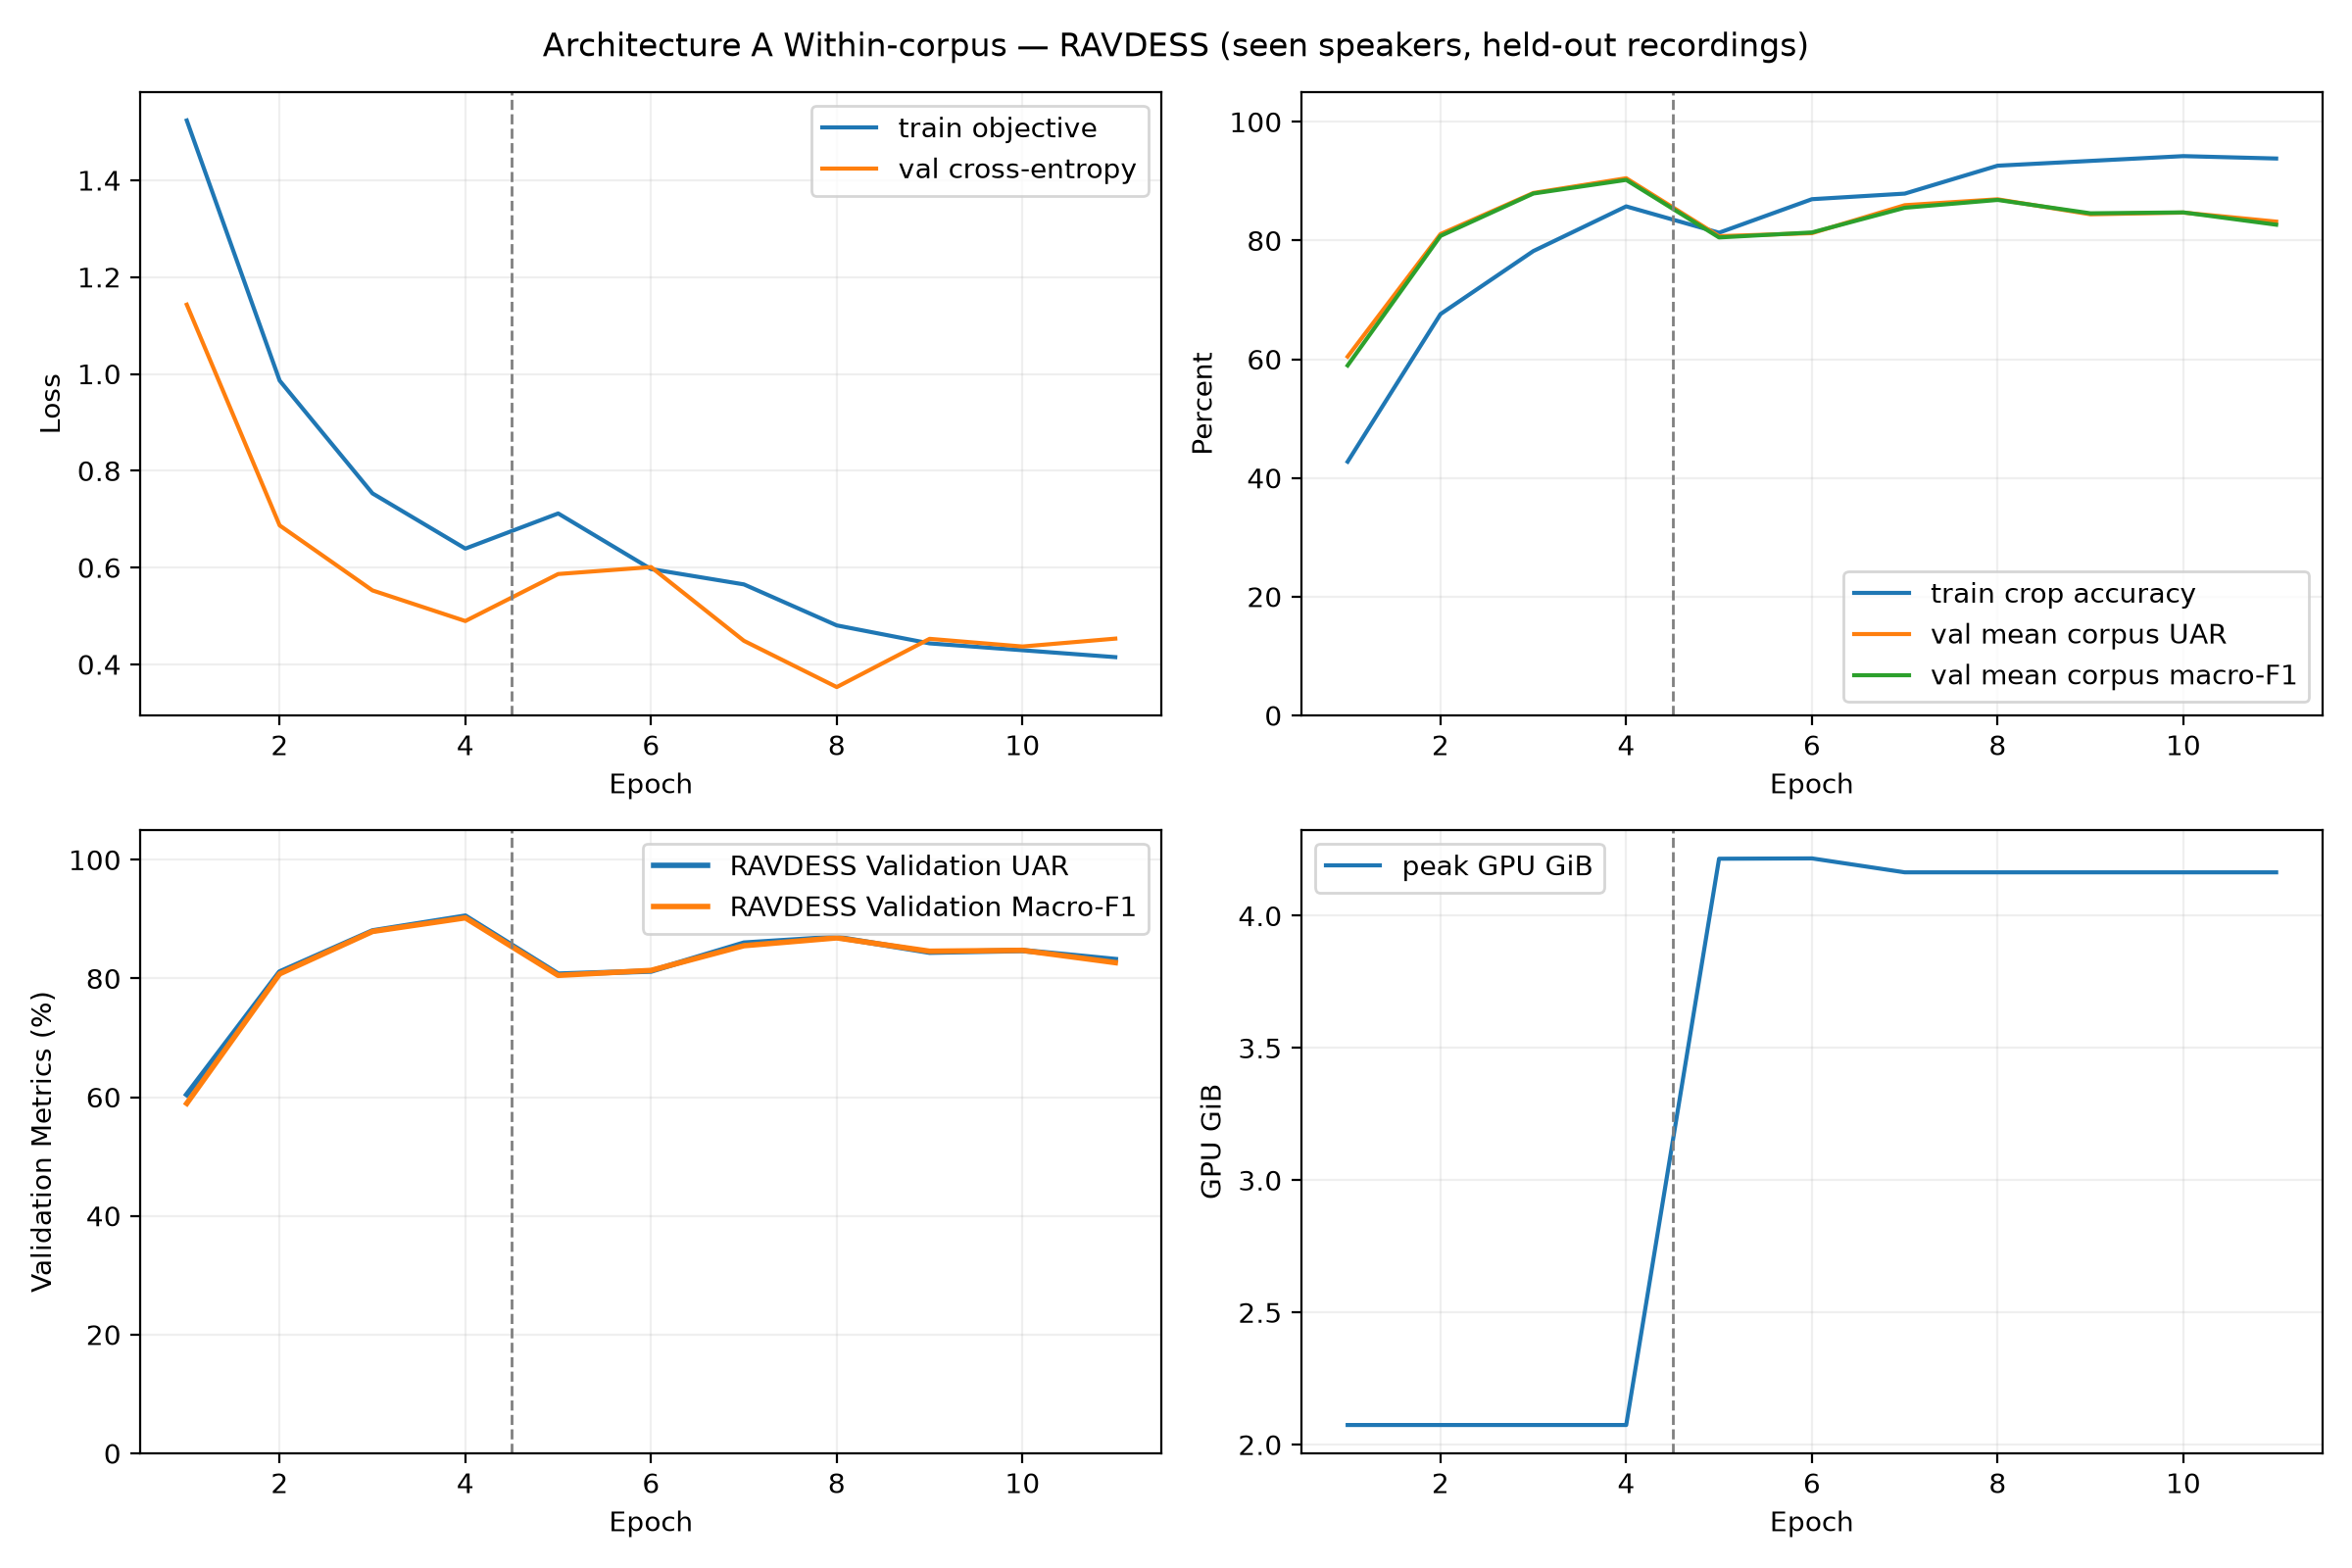 Architecture A Within-corpus — RAVDESS (seen speakers, held-out recordings)
train objective
val cross-entropy
1.4
1.2
1.0
0.8
0.6
0.4
Loss
2 4 6 8 10
Epoch
train crop accuracy
val mean corpus UAR
val mean corpus macro-F1
100
80
60
40
20
0
Percent
2 4 6 8 10
Epoch
RAVDESS Validation UAR
RAVDESS Validation Macro-F1
100
80
60
40
20
0
Validation Metrics (%)
2 4 6 8 10
Epoch
peak GPU GiB
4.0
3.5
3.0
2.5
2.0
GPU GiB
2 4 6 8 10
Epoch